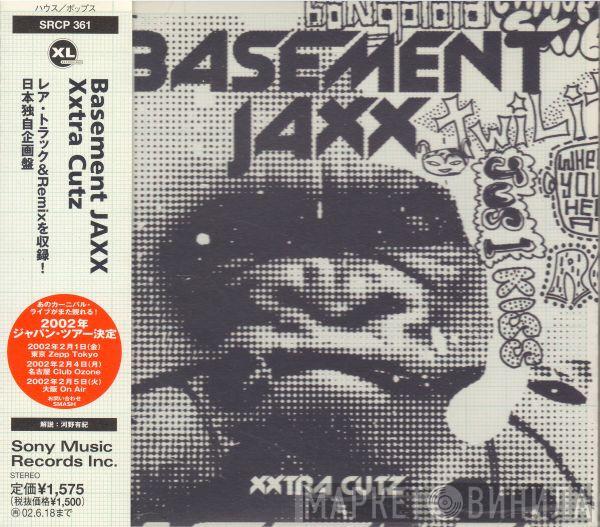 ハウス／ポップス
SRCP 361
XL
Basement JAXX
Xxtra Cutz
レア・トラック&Remixを収録！
日本独自企画盤
あのカーニバル・
ライブがまた観れる！
2002年
ジャパン・ツアー決定
2002年2月1日(金)
東京 Zepp Tokyo
2002年2月4日(月)
名古屋 Club Ozone
2002年2月5日(火)
大阪 On Air
お問い合わせ
SMASH
解説：河野有紀
Sony Music
Records Inc.
STEREO
定価¥1,575
(税抜価格¥1,500)
02.6.18まで
BASEMENT
JAXX
twiLite
Jus 1 KISS
WHERE
YOU
XXTRA CUTZ
МАРКЕТ ВИНИЛА